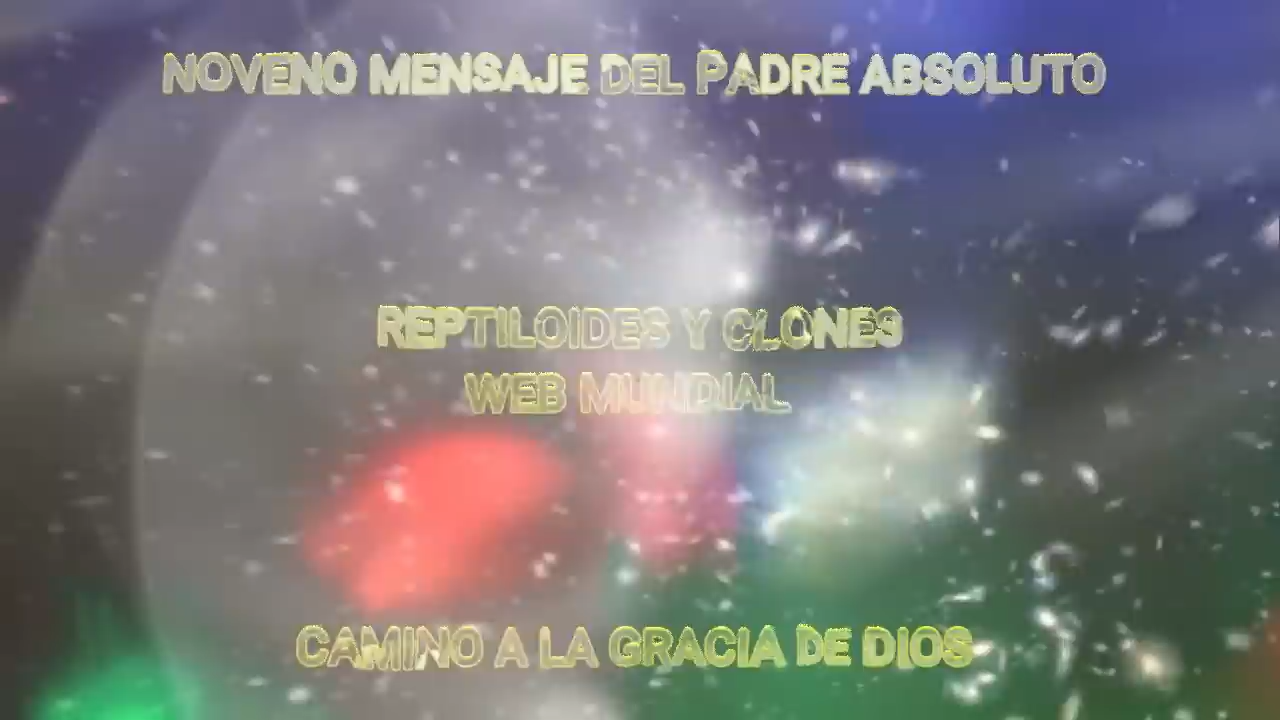 NOVENO MENSAJE DEL PADRE ABSOLUTO
REPTILOIDES Y CLONES
WEB MUNDIAL
CAMINO A LA GRACIA DE DIOS